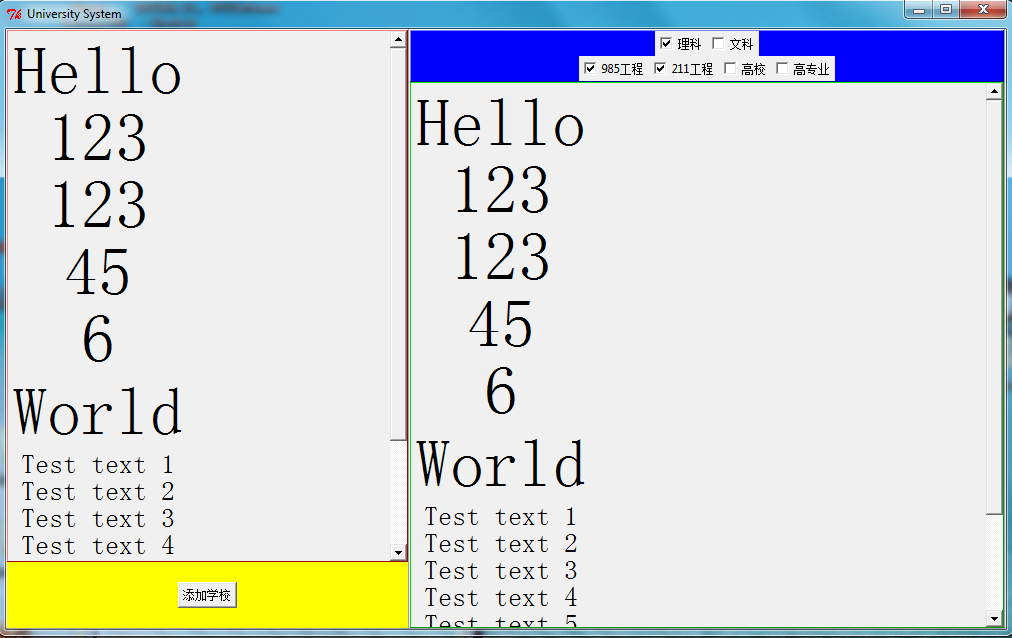 University System
Hello
123
123
45
6
World
Test text 1
Test text 2
Test text 3
Test text 4
添加学校
理科 文科
985工程 211工程 高校 高专业
Hello
123
123
45
6
World
Test text 1
Test text 2
Test text 3
Test text 4
Test text 5